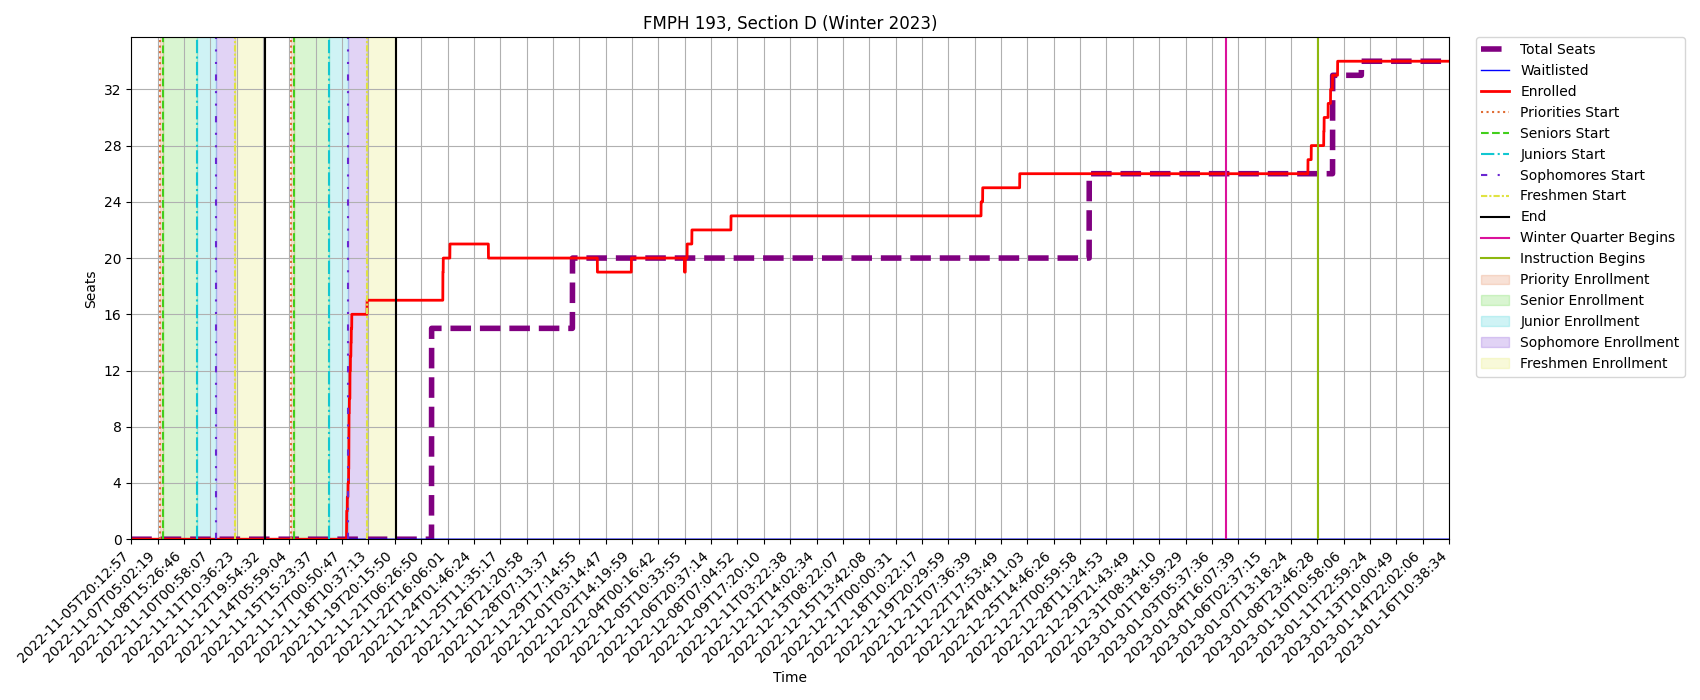 FMPH 193, Section D (Winter 2023)
Seats
32
28
24
20
16
12
8
4
0
2022-11-05T20:12:57
2022-11-07T05:02:19
2022-11-08T15:26:46
2022-11-10T00:58:07
2022-11-11T10:36:23
2022-11-12T19:54:32
2022-11-14T05:59:04
2022-11-15T15:23:37
2022-11-17T00:50:47
2022-11-18T10:37:13
2022-11-19T20:15:50
2022-11-21T06:26:50
2022-11-22T16:06:01
2022-11-24T01:46:24
2022-11-25T11:35:17
2022-11-26T21:20:58
2022-11-28T07:13:37
2022-11-29T17:14:55
2022-12-01T03:14:47
2022-12-02T14:19:59
2022-12-04T00:16:42
2022-12-05T10:33:55
2022-12-06T20:37:14
2022-12-08T07:04:52
2022-12-09T17:20:10
2022-12-11T03:22:38
2022-12-12T14:02:34
2022-12-13T08:22:07
2022-12-15T13:42:08
2022-12-17T00:00:31
2022-12-18T10:22:17
2022-12-19T20:29:59
2022-12-21T07:36:39
2022-12-22T17:53:49
2022-12-24T04:11:03
2022-12-25T14:46:26
2022-12-27T00:59:58
2022-12-28T11:24:53
2022-12-29T21:43:49
2022-12-31T08:34:10
2023-01-01T18:59:29
2023-01-03T05:37:36
2023-01-04T16:07:39
2023-01-06T02:37:15
2023-01-07T13:18:24
2023-01-08T23:46:28
2023-01-10T10:58:06
2023-01-11T22:59:24
2023-01-13T10:00:49
2023-01-14T22:02:06
2023-01-16T10:38:34
Time
Total Seats
Waitlisted
Enrolled
Priorities Start
Seniors Start
Juniors Start
Sophomores Start
Freshmen Start
End
Winter Quarter Begins
Instruction Begins
Priority Enrollment
Senior Enrollment
Junior Enrollment
Sophomore Enrollment
Freshmen Enrollment